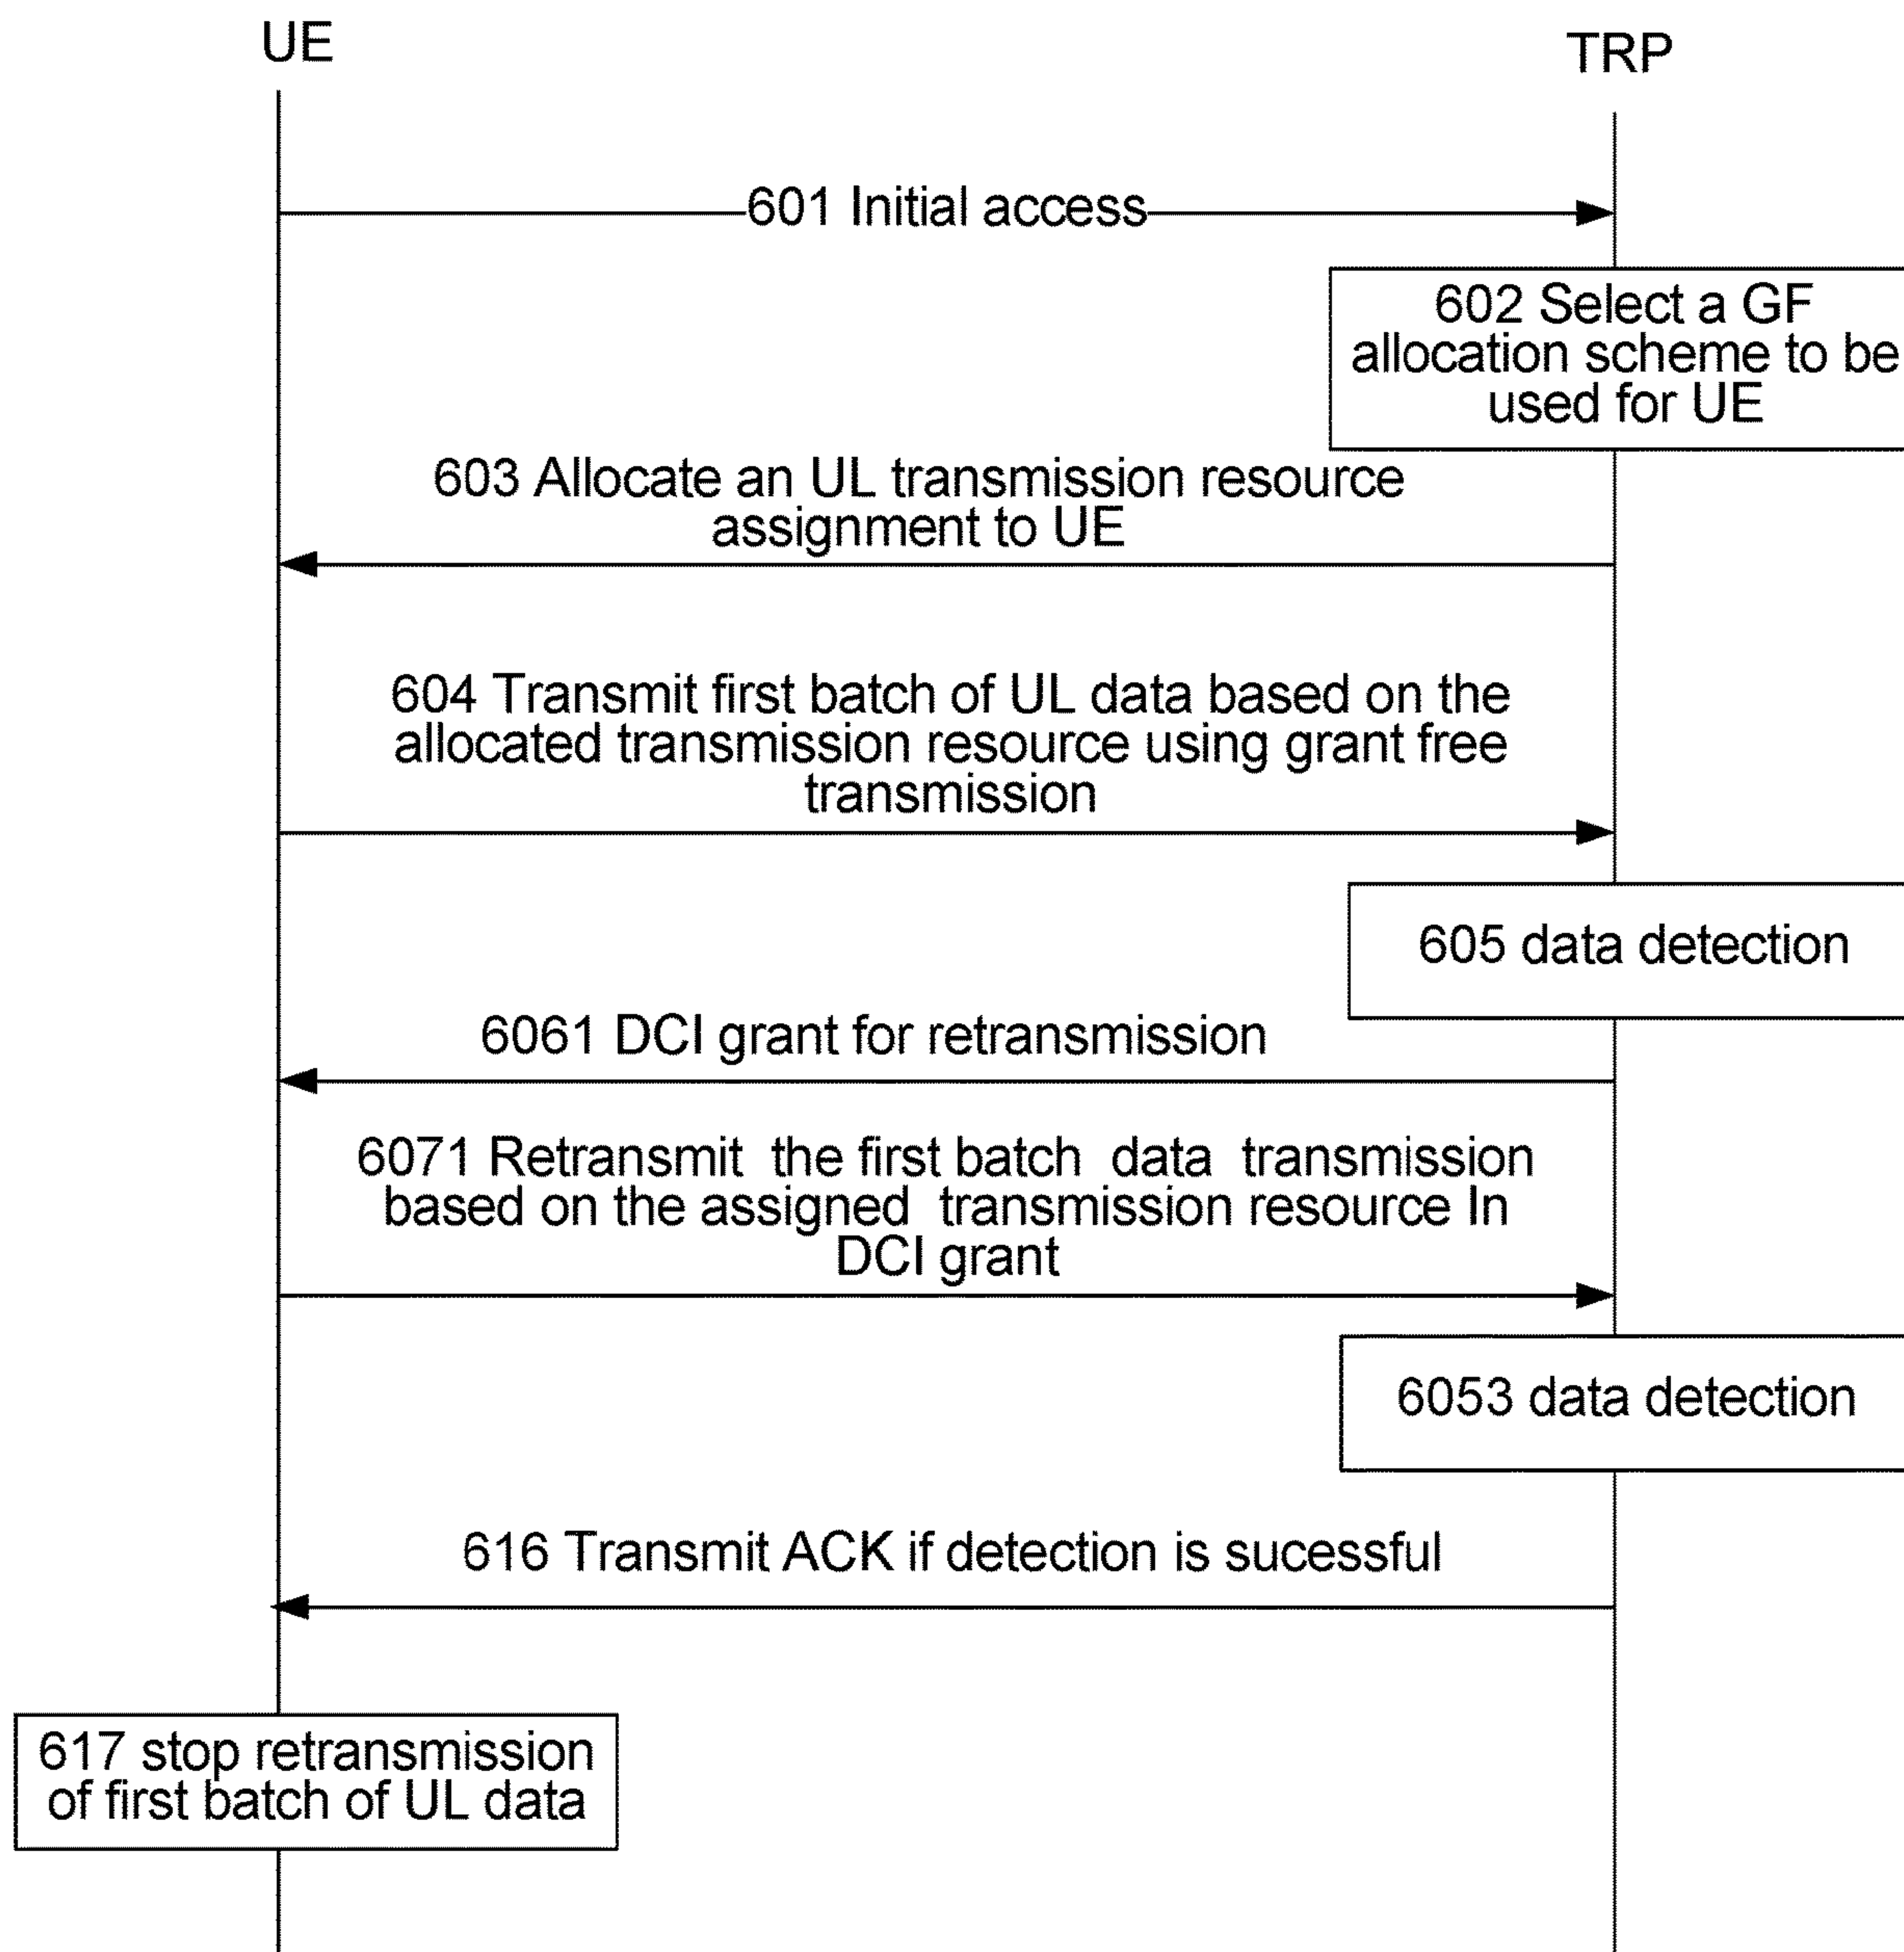 UE
TRP
601 Initial access
602 Select a GF
allocation scheme to be
used for UE
603 Allocate an UL transmission resource
assignment to UE
604 Transmit first batch of UL data based on the
allocated transmission resource using grant free
transmission
605 data detection
6061 DCI grant for retransmission
6071 Retransmit the first batch data transmission
based on the assigned transmission resource In
DCI grant
6053 data detection
616 Transmit ACK if detection is sucessful
617 stop retransmission
of first batch of UL data